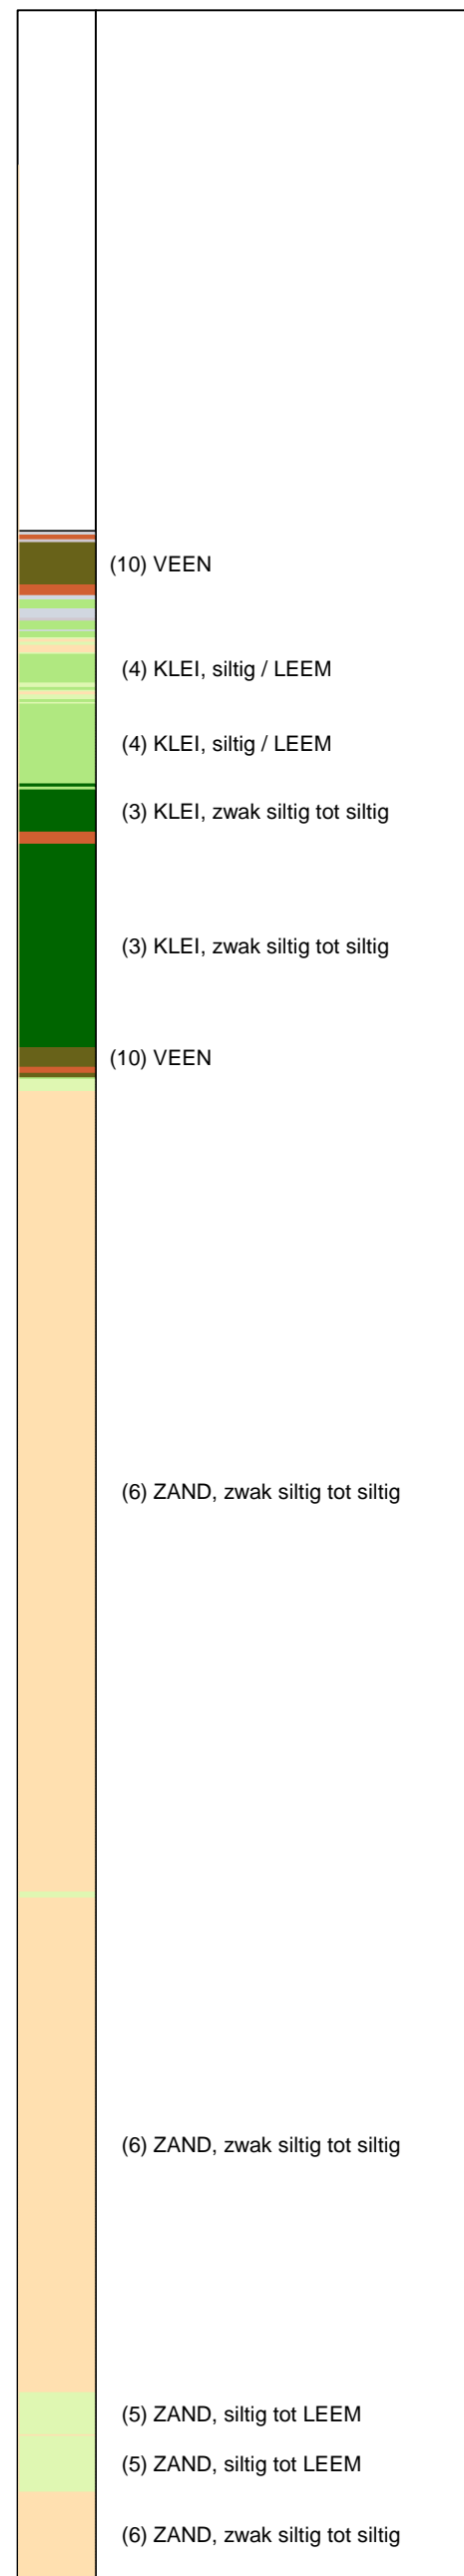 (10) VEEN
(4) KLEI, siltig / LEEM
(4) KLEI, siltig / LEEM
(3) KLEI, zwak siltig tot siltig
(3) KLEI, zwak siltig tot siltig
(10) VEEN
(6) ZAND, zwak siltig tot siltig
(6) ZAND, zwak siltig tot siltig
(5) ZAND, siltig tot LEEM
(5) ZAND, siltig tot LEEM
(6) ZAND, zwak siltig tot siltig